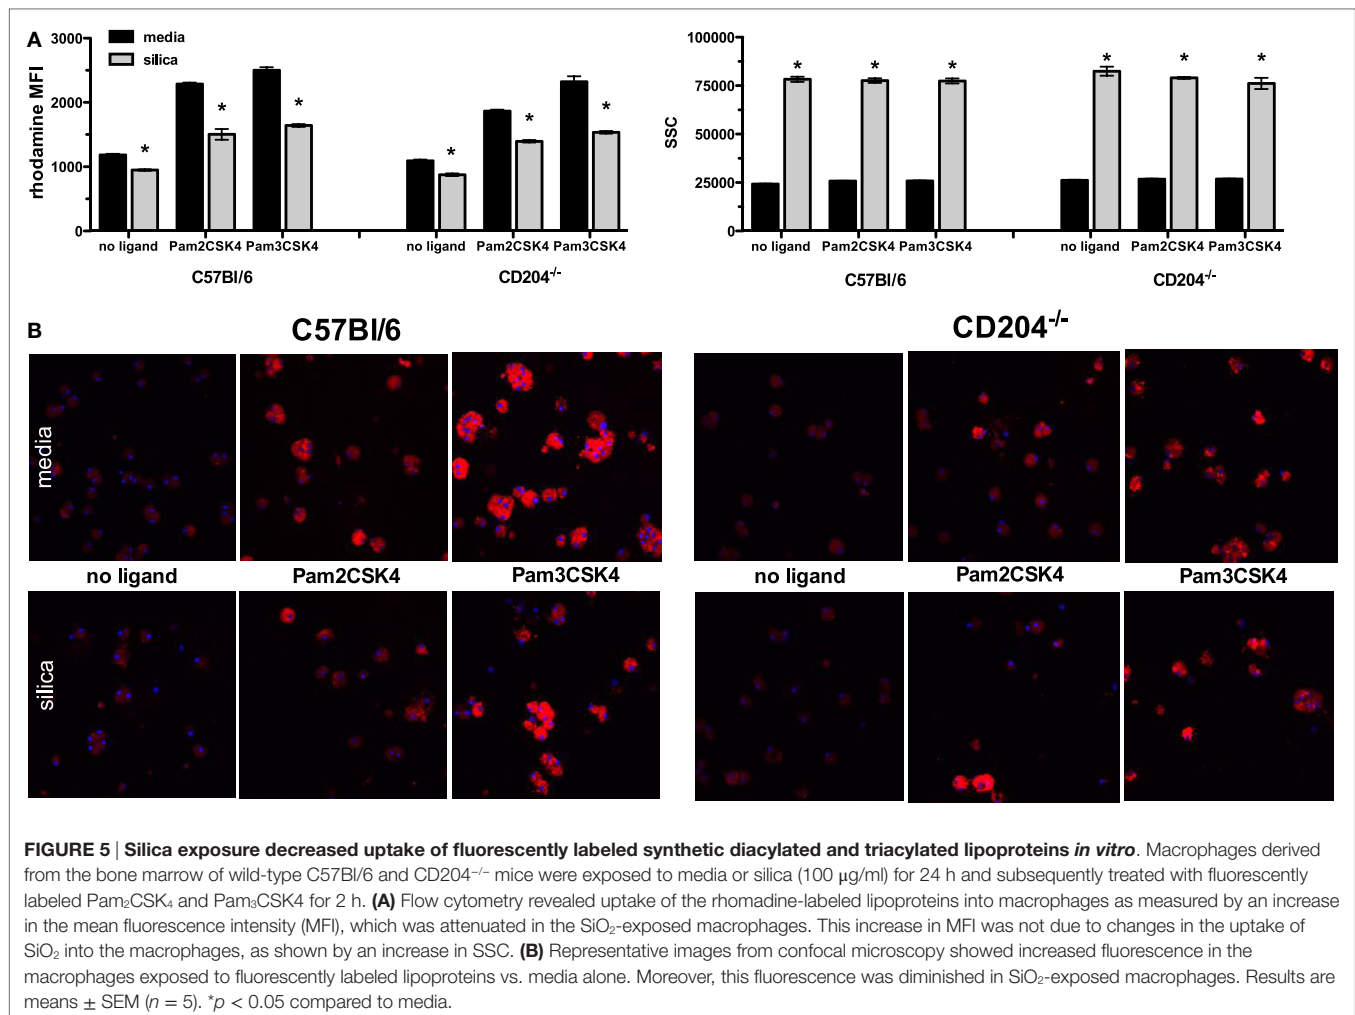 A
3000
2000
1000
0
rhodamine MFI
media
silica
*
*
*
*
*
*
no ligand Pam2CSK4 Pam3CSK4 no ligand Pam2CSK4 Pam3CSK4
C57Bl/6 CD204-/-
100000
75000
50000
25000
0
SSC
*
*
*
*
*
*
no ligand Pam2CSK4 Pam3CSK4 no ligand Pam2CSK4 Pam3CSK4
C57Bl/6 CD204-/-
B
C57Bl/6 CD204-/-
media
no ligand Pam2CSK4 Pam3CSK4 no ligand Pam2CSK4 Pam3CSK4
silica
FIGURE 5 | Silica exposure decreased uptake of fluorescently labeled synthetic diacylated and triacylated lipoproteins in vitro. Macrophages derived
from the bone marrow of wild-type C57Bl/6 and CD204−/− mice were exposed to media or silica (100 μg/ml) for 24 h and subsequently treated with fluorescently
labeled Pam₂CSK₄ and Pam₃CSK4 for 2 h. (A) Flow cytometry revealed uptake of the rhomadine-labeled lipoproteins into macrophages as measured by an increase
in the mean fluorescence intensity (MFI), which was attenuated in the SiO₂-exposed macrophages. This increase in MFI was not due to changes in the uptake of
SiO₂ into the macrophages, as shown by an increase in SSC. (B) Representative images from confocal microscopy showed increased fluorescence in the
macrophages exposed to fluorescently labeled lipoproteins vs. media alone. Moreover, this fluorescence was diminished in SiO₂-exposed macrophages. Results are
means ± SEM (n = 5). *p < 0.05 compared to media.